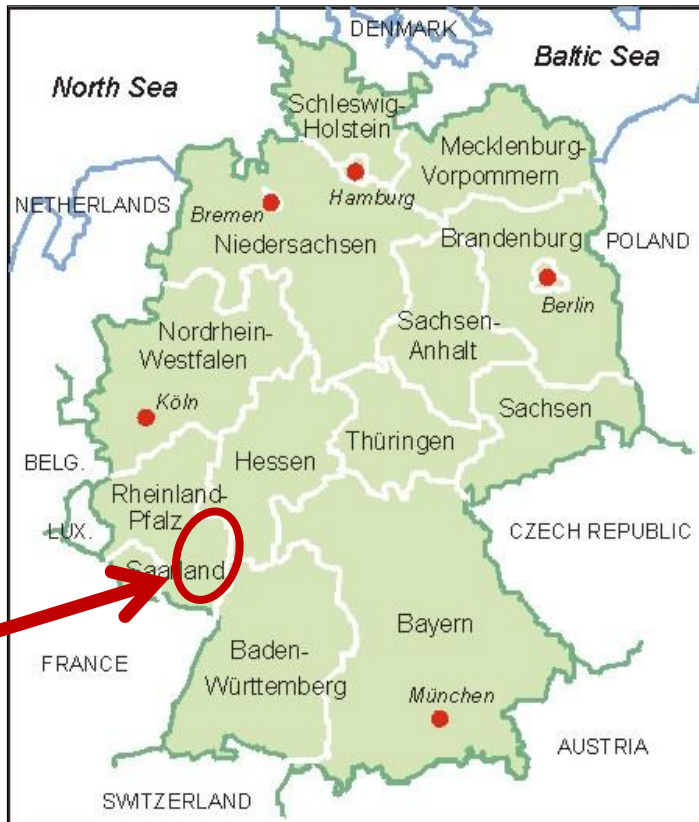 DENMARK
Baltic Sea
North Sea
Schleswig-
Holstein
Mecklenburg-
Vorpommern
NETHERLANDS
Bremen
Hamburg
Niedersachsen
Brandenburg
POLAND
Berlin
Nordrhein-
Westfalen
Sachsen-
Anhalt
Köln
Sachsen
Thüringen
BELG.
Hessen
Rheinland-
Pfalz
LUX.
CZECH REPUBLIC
Saarland
Bayern
FRANCE
Baden-
Württemberg
München
AUSTRIA
SWITZERLAND